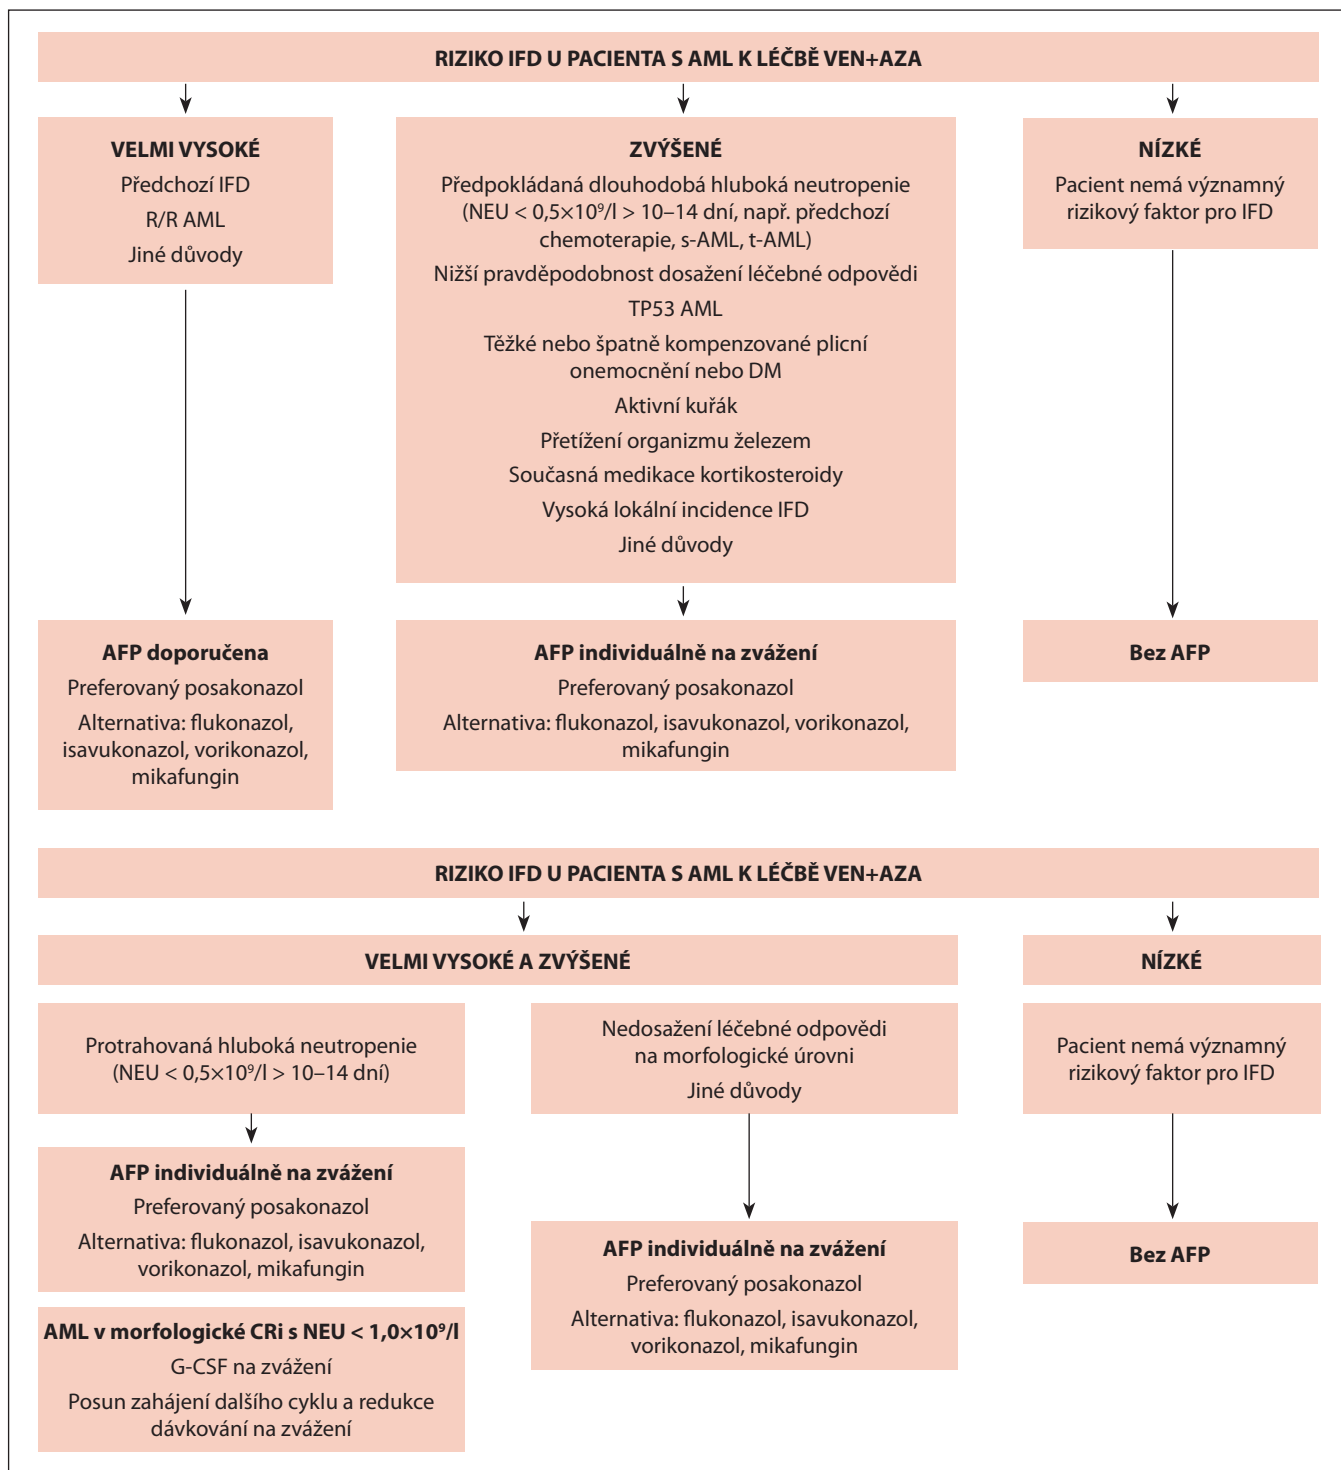 RIZIKO IFD U PACIENTA S AML K LÉČBĚ VEN+AZA
VELMI VYSOKÉ
Předchozí IFD
R/R AML
Jiné důvody
ZVÝŠENÉ
Předpokládaná dlouhodobá hluboká neutropenie
(NEU < 0,5×10⁹/l > 10–14 dní, např. předchozí
chemoterapie, s-AML, t-AML)
Nižší pravděpodobnost dosažení léčebné odpovědi
TP53 AML
Těžké nebo špatně kompenzované plicní
onemocnění nebo DM
Aktivní kuřák
Přetížení organizmu železem
Současná medikace kortikosteroidy
Vysoká lokální incidence IFD
Jiné důvody
NÍZKÉ
Pacient nemá významný
rizikový faktor pro IFD
AFP doporučena
Preferovaný posakonazol
Alternativa: flukonazol,
isavukonazol, vorikonazol,
mikafungin
AFP individuálně na zvážení
Preferovaný posakonazol
Alternativa: flukonazol, isavukonazol, vorikonazol,
mikafungin
Bez AFP
RIZIKO IFD U PACIENTA S AML K LÉČBĚ VEN+AZA
VELMI VYSOKÉ A ZVÝŠENÉ
NÍZKÉ
Protrahovaná hluboká neutropenie
(NEU < 0,5×10⁹/l > 10–14 dní)
Nedosažení léčebné odpovědi
na morfologické úrovni
Jiné důvody
Pacient nemá významný
rizikový faktor pro IFD
AFP individuálně na zvážení
Preferovaný posakonazol
Alternativa: flukonazol, isavukonazol,
vorikonazol, mikafungin
AFP individuálně na zvážení
Preferovaný posakonazol
Alternativa: flukonazol, isavukonazol,
vorikonazol, mikafungin
Bez AFP
AML v morfologické CRi s NEU < 1,0×10⁹/l
G-CSF na zvážení
Posun zahájení dalšího cyklu a redukce
dávkování na zvážení